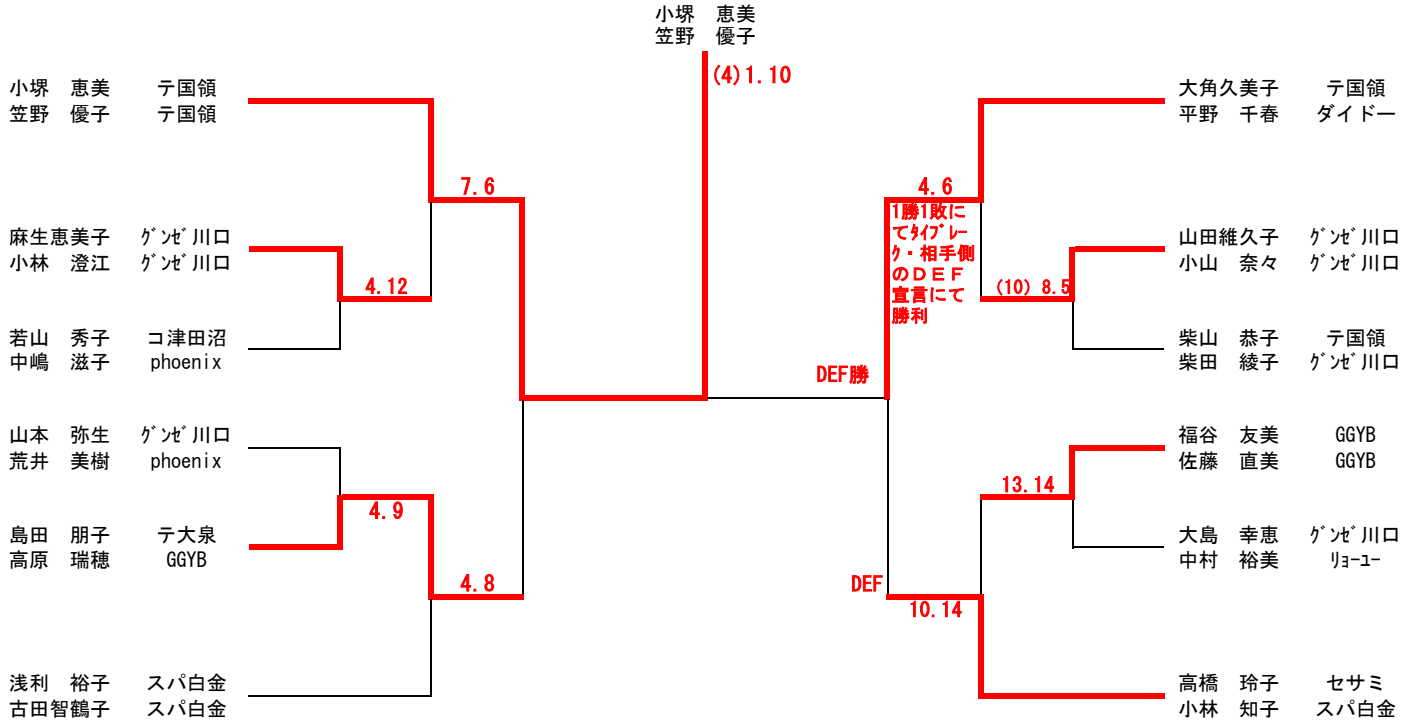 小堺　恵美
笠野　優子
(4)1.10
小堺　恵美　テ国領
笠野　優子　テ国領
7.6
麻生恵美子　ｸﾞﾝｾﾞ川口
小林　澄江　ｸﾞﾝｾﾞ川口
4.12
若山　秀子　コ津田沼
中嶋　滋子　phoenix
山本　弥生　ｸﾞﾝｾﾞ川口
荒井　美樹　phoenix
4.9
島田　朋子　テ大泉
高原　瑞穂　GGYB
4.8
浅利　裕子　スパ白金
古田智鶴子　スパ白金
大角久美子　テ国領
平野　千春　ダイドー
4.6
1勝1敗に
てﾀｲﾌﾞﾚｰ
ｸ・相手側
のＤＥＦ
宣言にて
勝利
山田維久子　ｸﾞﾝｾﾞ川口
小山　奈々　ｸﾞﾝｾﾞ川口
(10) 8.5
柴山　恭子　テ国領
柴田　綾子　ｸﾞﾝｾﾞ川口
DEF勝
福谷　友美　GGYB
佐藤　直美　GGYB
13.14
大島　幸恵　ｸﾞﾝｾﾞ川口
中村　裕美　ﾘｮｰﾕｰ
DEF
10.14
高橋　玲子　セサミ
小林　知子　スパ白金